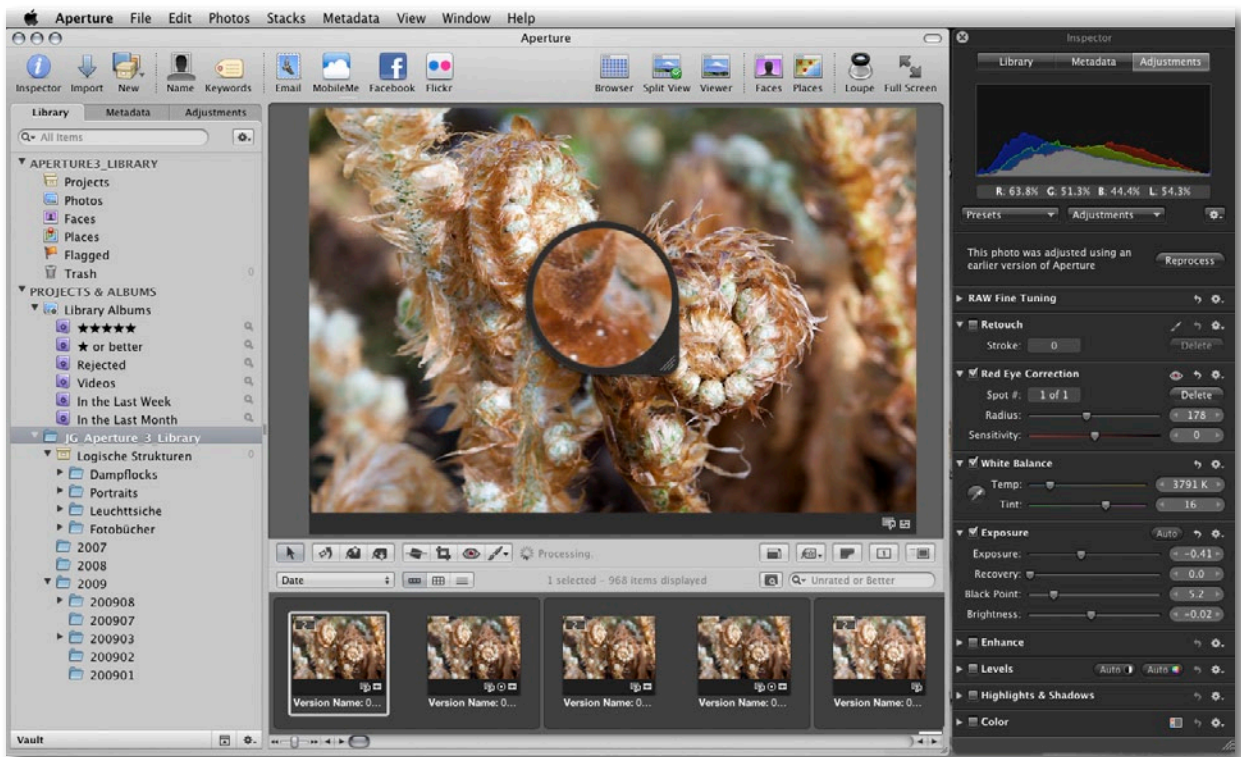 Aperture File Edit Photos Stacks Metadata View Window Help
Aperture
Inspector Import New Name Keywords Email MobileMe Facebook Flickr Browser Split View Viewer Faces Places Loupe Full Screen
Library Metadata Adjustments
All Items
APERTURE3_LIBRARY
Projects
Photos
Faces
Places
Flagged
Trash 0
PROJECTS & ALBUMS
Library Albums
★★★★★
★ or better
Rejected
Videos
In the Last Week
In the Last Month
JG_Aperture_3_Library
Logische Strukturen 0
Dampflocks
Portraits
Leuchttsiche
Fotobücher
2007
2008
2009
200908
200907
200903
200902
200901
Vault
Processing.
Date 1 selected – 968 items displayed Unrated or Better
Version Name: 0... Version Name: 0... Version Name: 0... Version Name: 0... Version Name: 0...
Inspector
Library Metadata Adjustments
R: 63.8% G: 51.3% B: 44.4% L: 54.3%
Presets Adjustments
This photo was adjusted using an
earlier version of Aperture
Reprocess
RAW Fine Tuning
Retouch
Stroke: 0 Delete
Red Eye Correction
Spot #: 1 of 1 Delete
Radius: 178
Sensitivity: 0
White Balance
Temp: 3791 K
Tint: 16
Exposure Auto
Exposure: -0.41
Recovery: 0.0
Black Point: 5.2
Brightness: -0.02
Enhance
Levels Auto Auto
Highlights & Shadows
Color